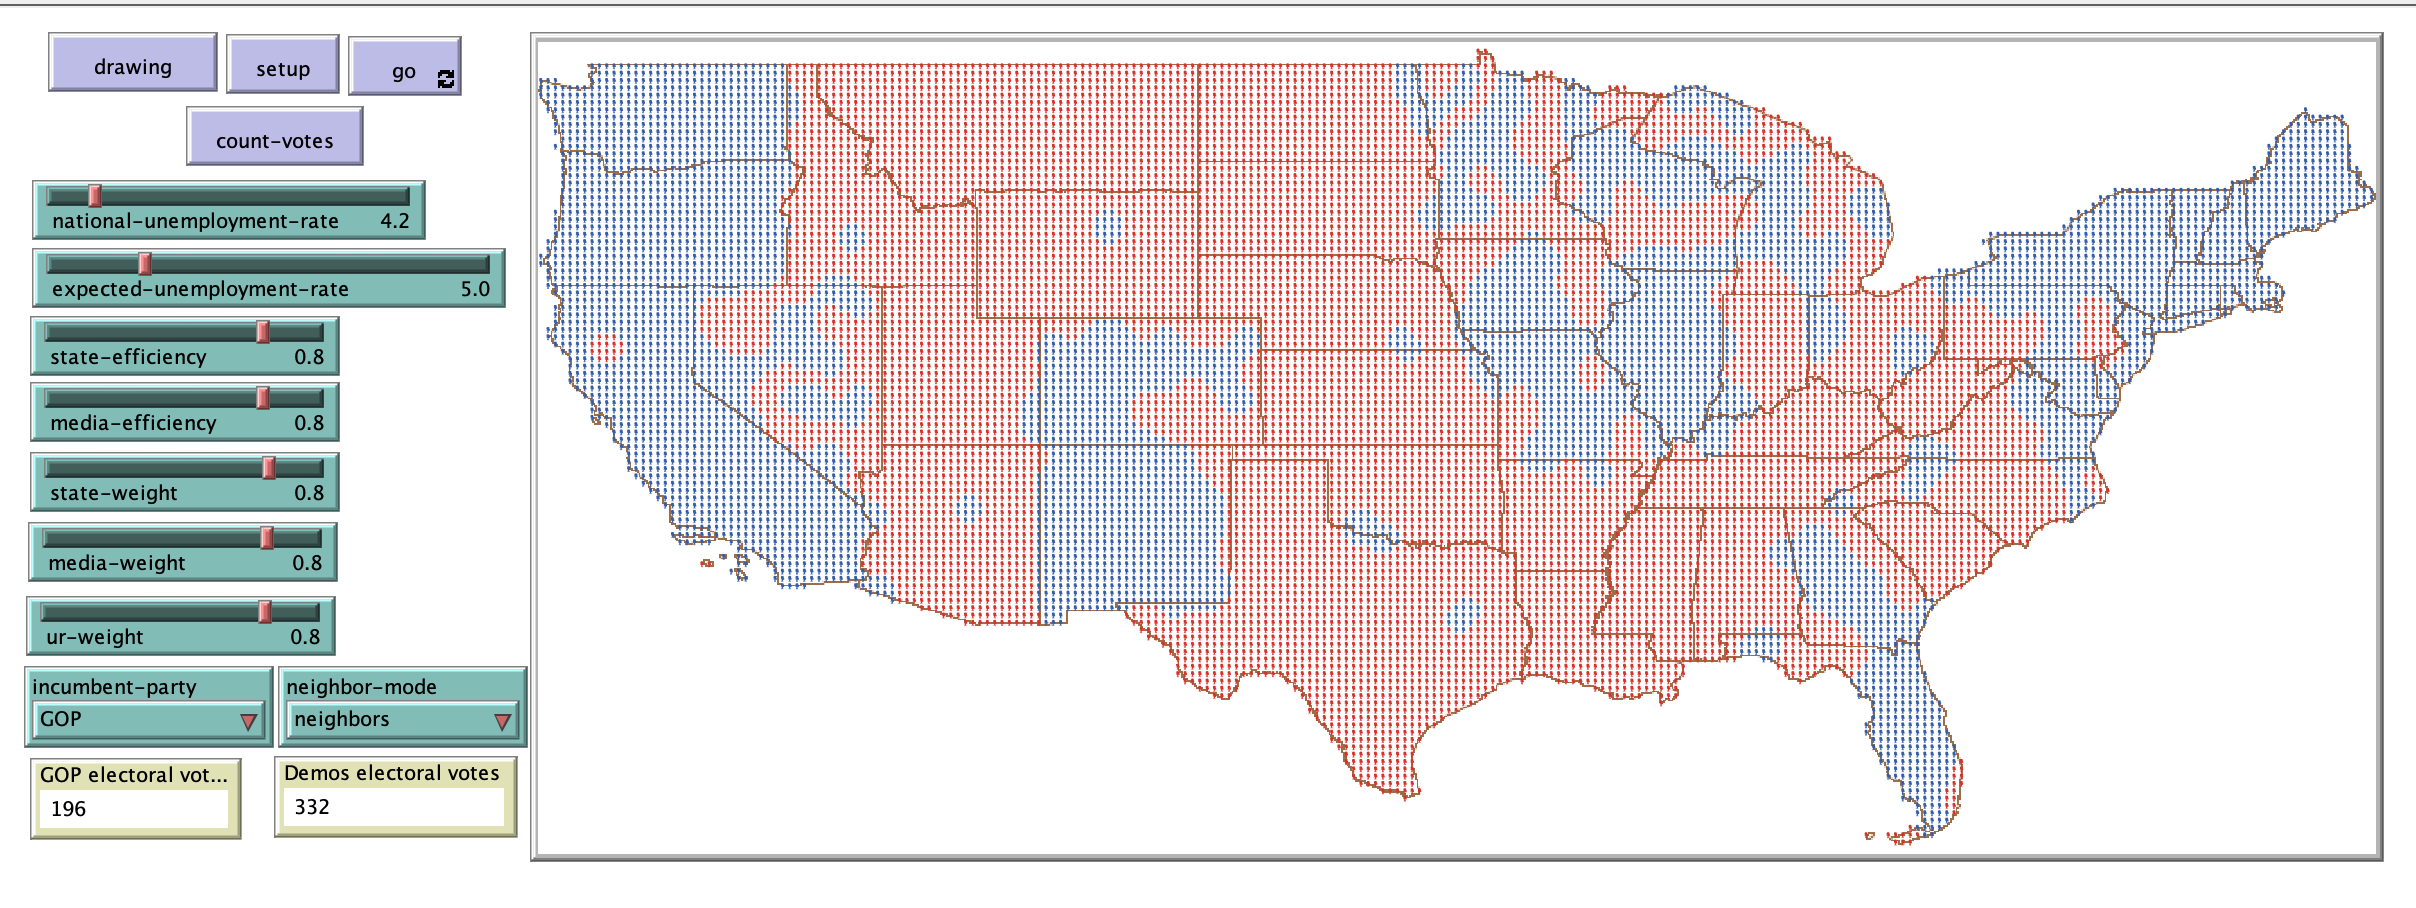 drawing
setup
go
count-votes
national-unemployment-rate 4.2
expected-unemployment-rate 5.0
state-efficiency 0.8
media-efficiency 0.8
state-weight 0.8
media-weight 0.8
ur-weight 0.8
incumbent-party
GOP
neighbor-mode
neighbors
GOP electoral vot...
196
Demos electoral votes
332